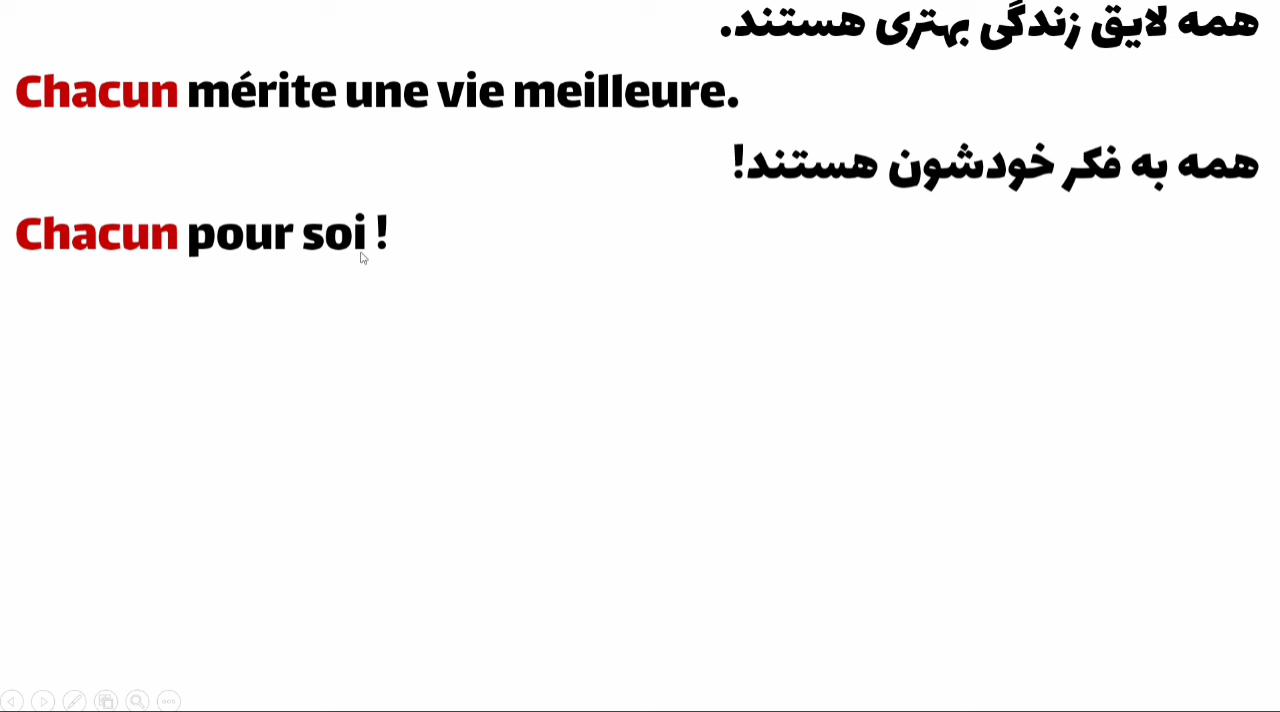 همه لایق زندگی بهتری هستند.
Chacun mérite une vie meilleure.
همه به فکر خودشون هستند!
Chacun pour soi !